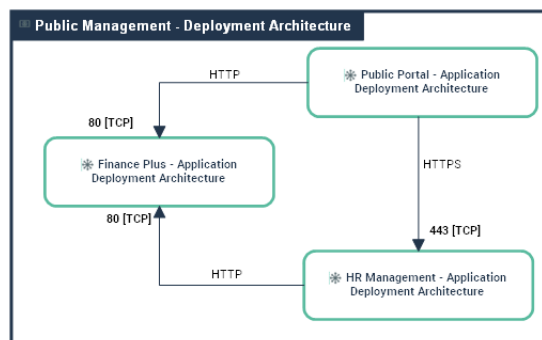 Public Management - Deployment Architecture
HTTP
Public Portal - Application
Deployment Architecture
80 [TCP]
Finance Plus - Application
Deployment Architecture
HTTPS
80 [TCP]
443 [TCP]
HTTP
HR Management - Application
Deployment Architecture